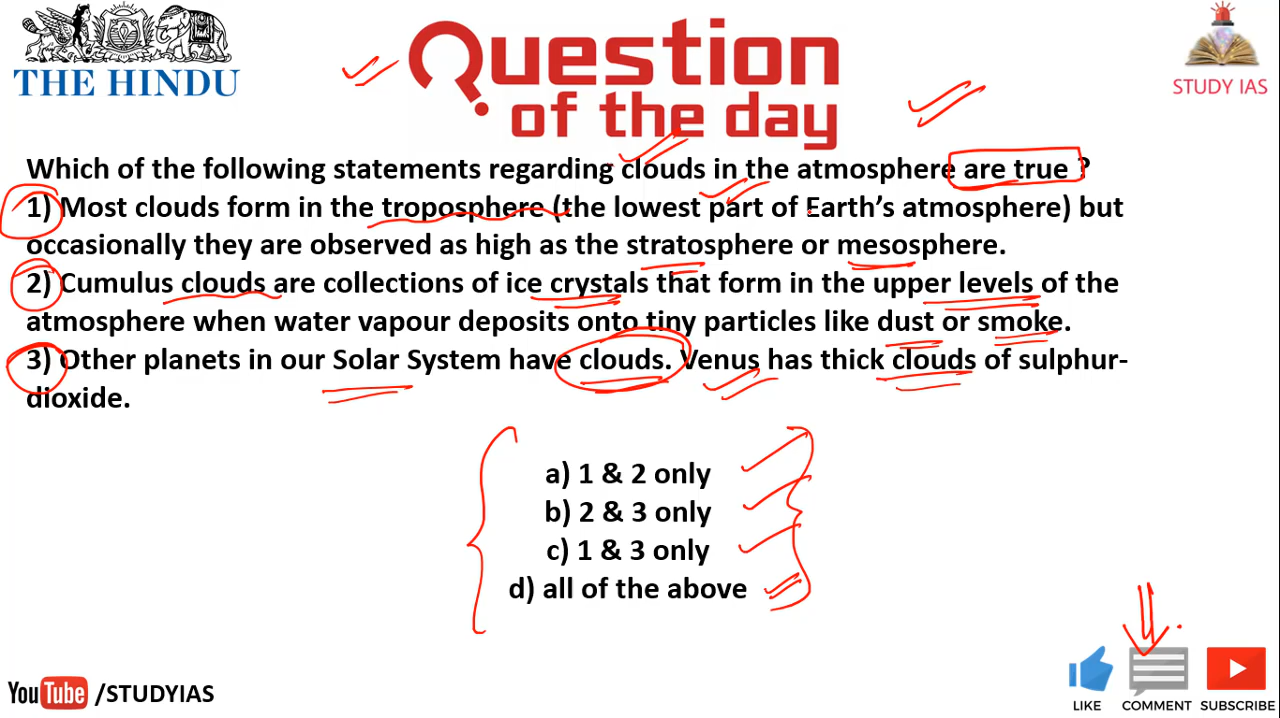 THE HINDU
Question
of the day
STUDY IAS
Which of the following statements regarding clouds in the atmosphere are true ?
1) Most clouds form in the troposphere (the lowest part of Earth's atmosphere) but
occasionally they are observed as high as the stratosphere or mesosphere.
2) Cumulus clouds are collections of ice crystals that form in the upper levels of the
atmosphere when water vapour deposits onto tiny particles like dust or smoke.
3) Other planets in our Solar System have clouds. Venus has thick clouds of sulphur-
dioxide.
a) 1 & 2 only
b) 2 & 3 only
c) 1 & 3 only
d) all of the above
YouTube /STUDYIAS
LIKE COMMENT SUBSCRIBE